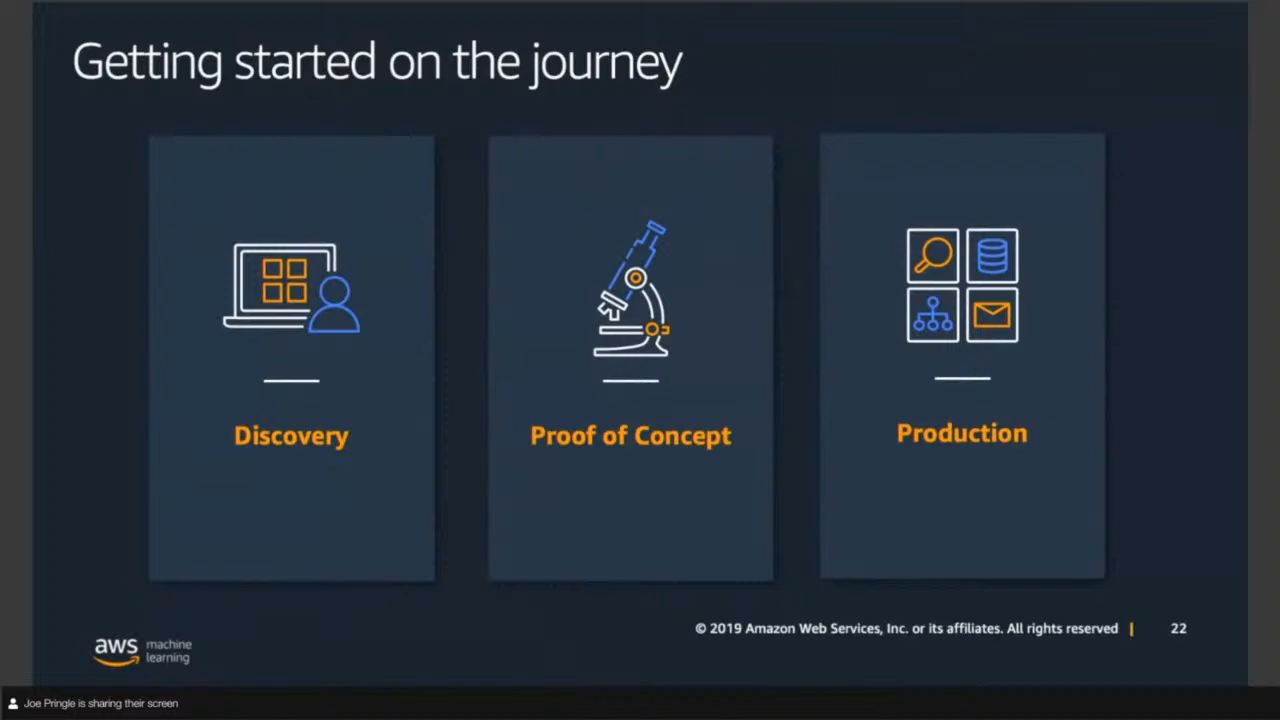 Getting started on the journey
Discovery
Proof of Concept
Production
© 2019 Amazon Web Services, Inc. or its affiliates. All rights reserved | 22
aws machine learning
Joe Pringle is sharing their screen